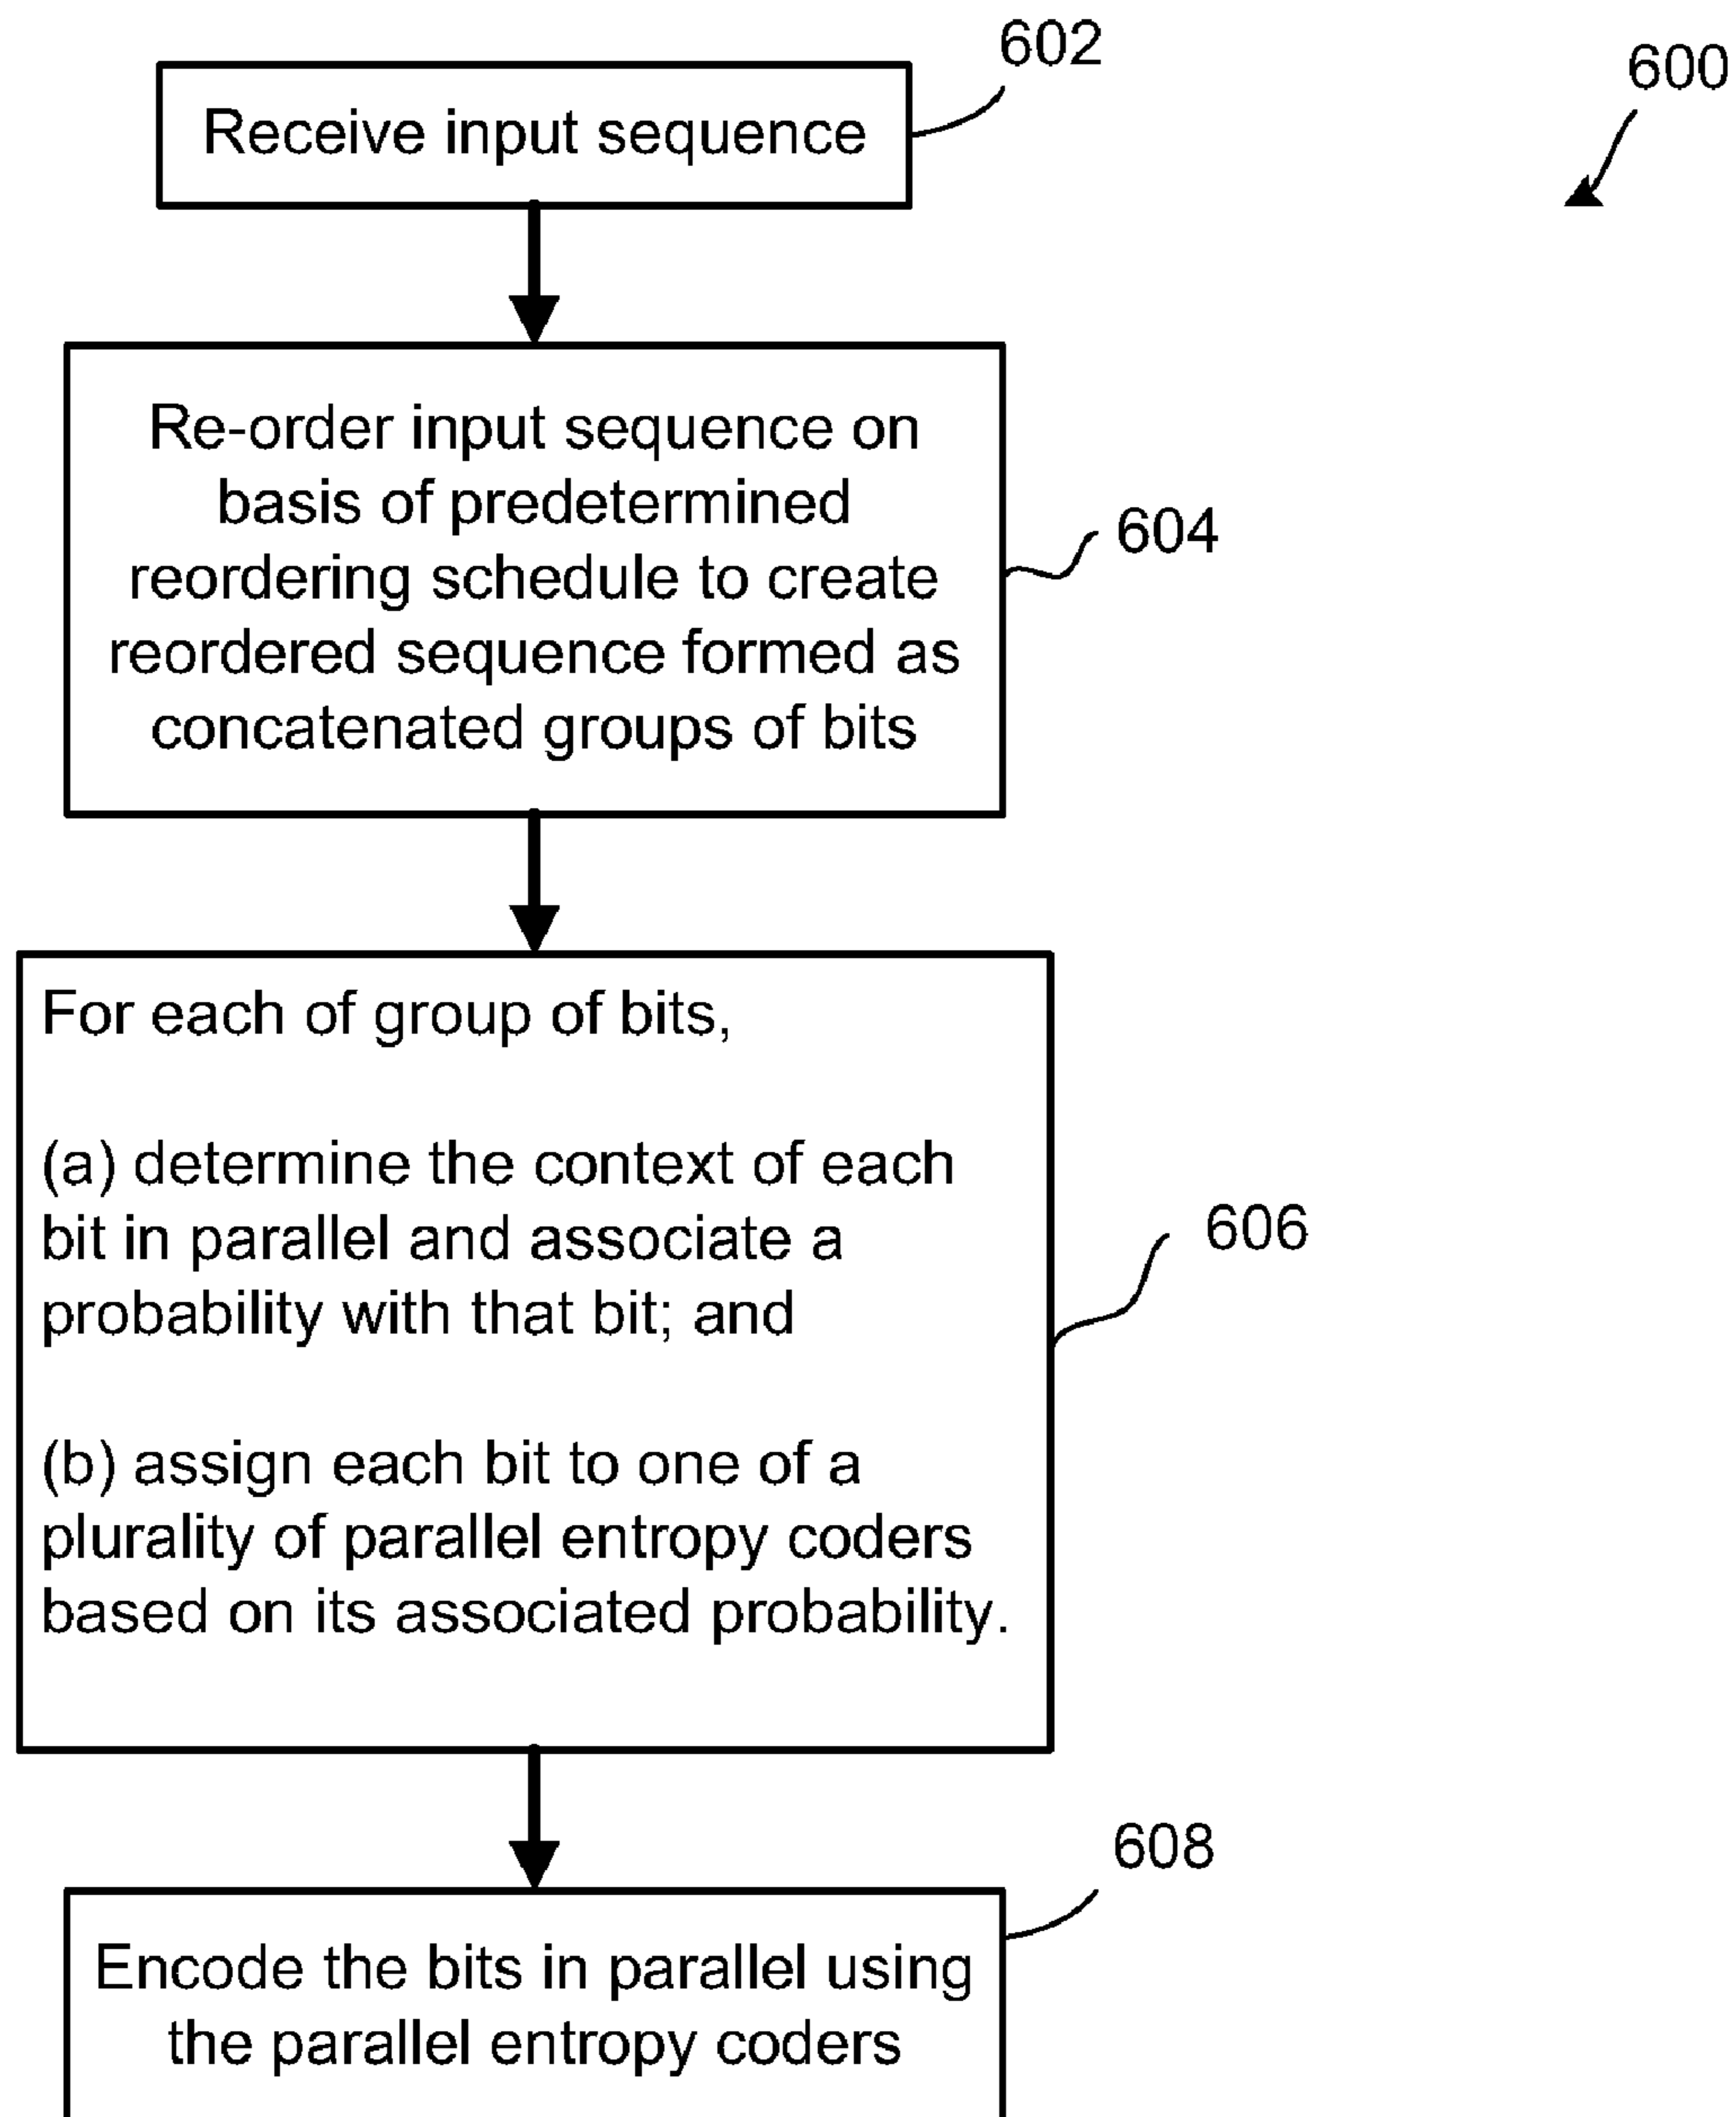 602
600
Receive input sequence
Re-order input sequence on
basis of predetermined
reordering schedule to create
reordered sequence formed as
concatenated groups of bits
604
For each of group of bits,
(a) determine the context of each
bit in parallel and associate a
probability with that bit; and
606
(b) assign each bit to one of a
plurality of parallel entropy coders
based on its associated probability.
608
Encode the bits in parallel using
the parallel entropy coders